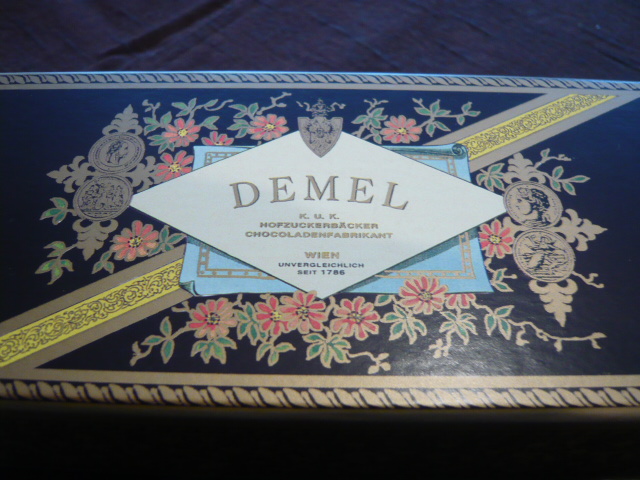 DEMEL
K. u. K.
HOFZUCKERBÄCKER
CHOCOLADENFABRIKANT
WIEN
UNVERGLEICHLICH
SEIT 1786